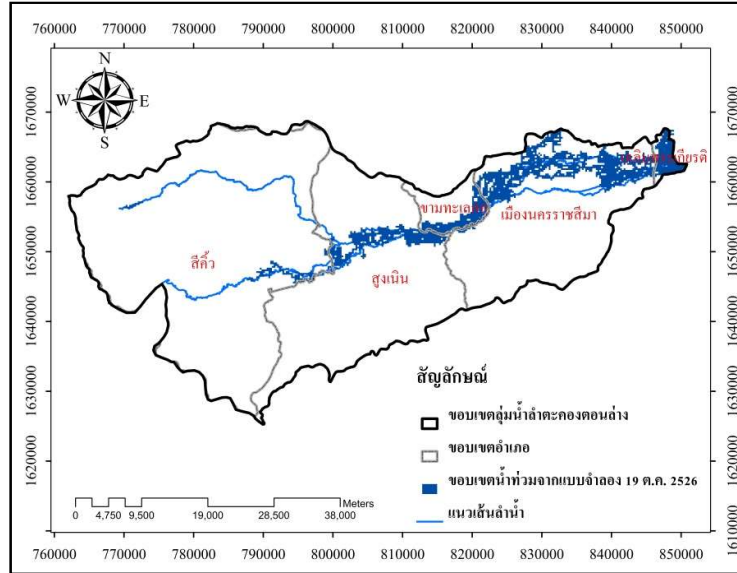 760000 770000 780000 790000 800000 810000 820000 830000 840000 850000
N
W E
S
1670000 1670000
1660000 1660000
ขามทะเลสอ
เมืองนครราชสีมา
1650000 1650000
สีคิ้ว
สูงเนิน
1640000 1640000
สัญลักษณ์
ขอบเขตลุ่มน้ำลำตะคองตอนล่าง
1630000 1630000
ขอบเขตอำเภอ
1620000 1620000
ขอบเขตน้ำท่วมจากแบบจำลอง 19 ต.ค. 2526
แนวเส้นลำน้ำ
Meters
0 4,750 9,500 19,000 28,500 38,000
1610000 1610000
760000 770000 780000 790000 800000 810000 820000 830000 840000 850000